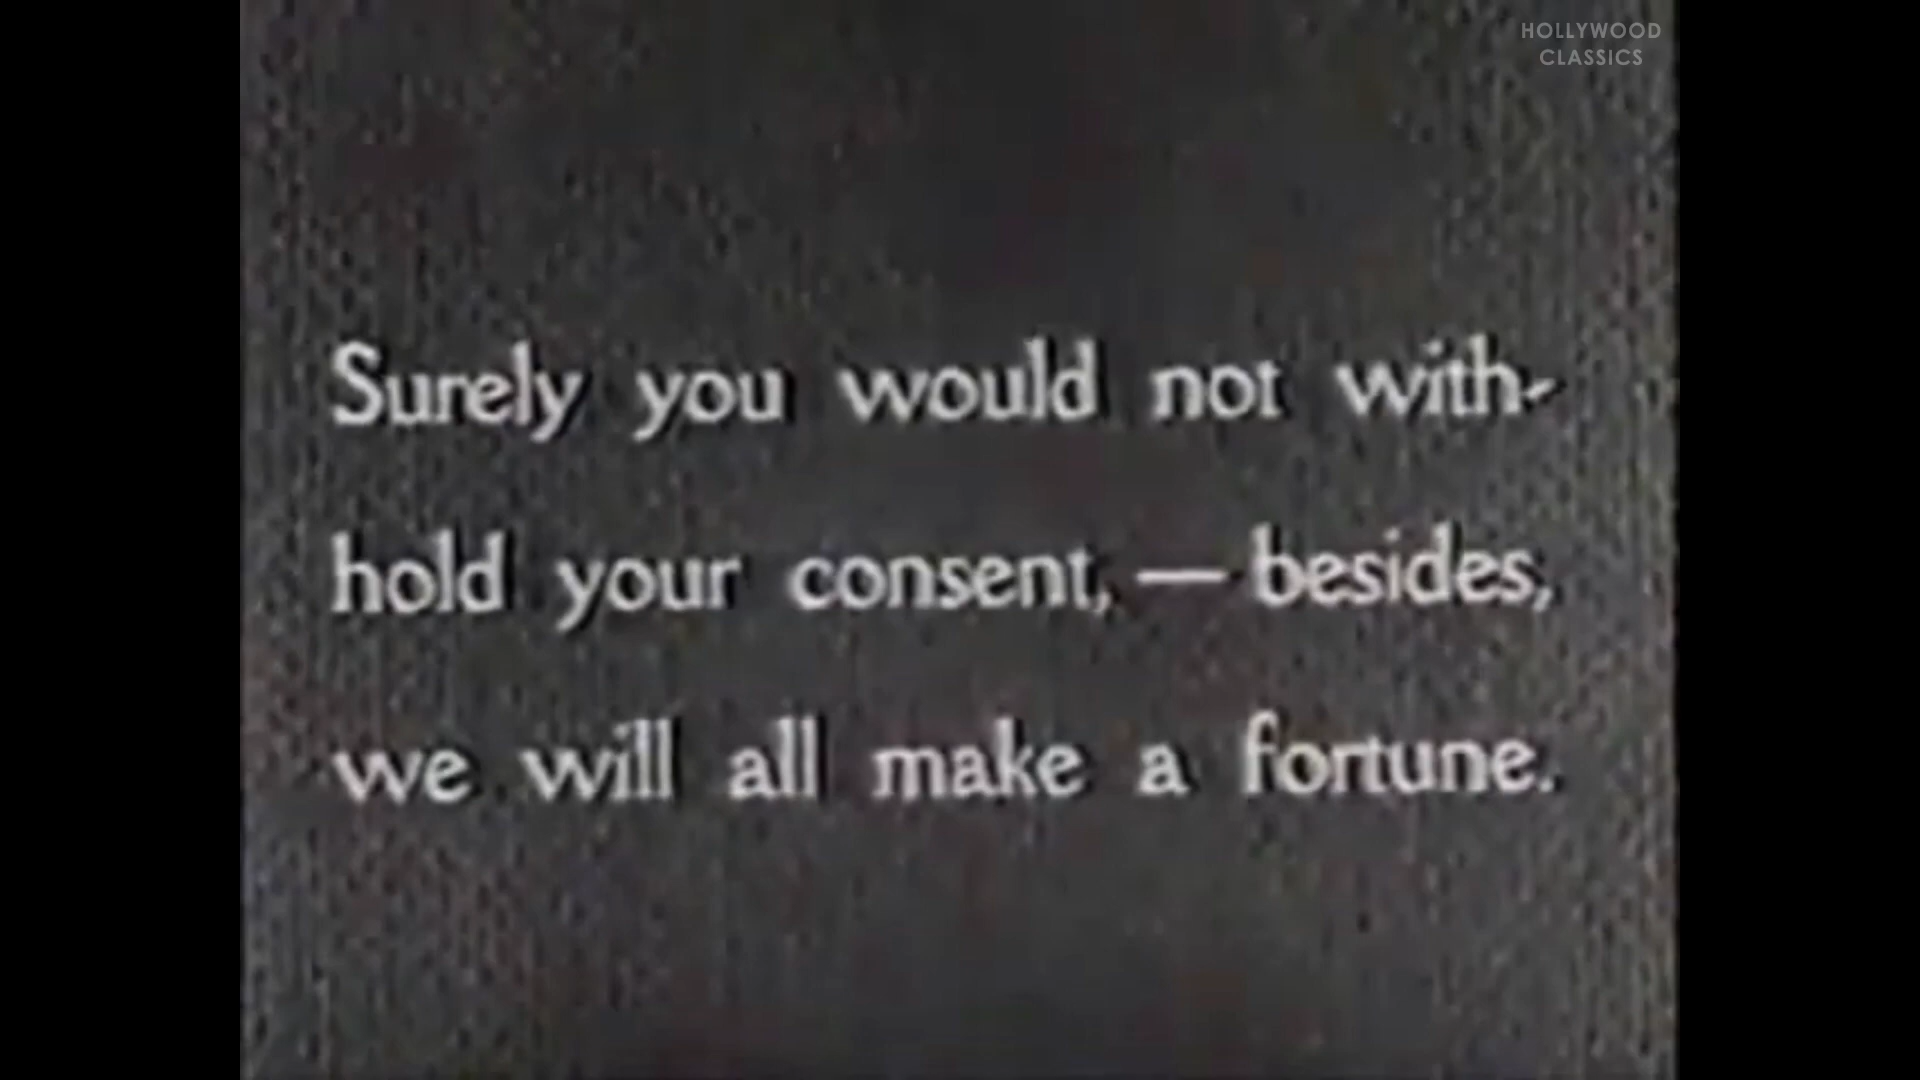 HOLLYWOOD
CLASSICS
Surely you would not with-
hold your consent, — besides,
we will all make a fortune.